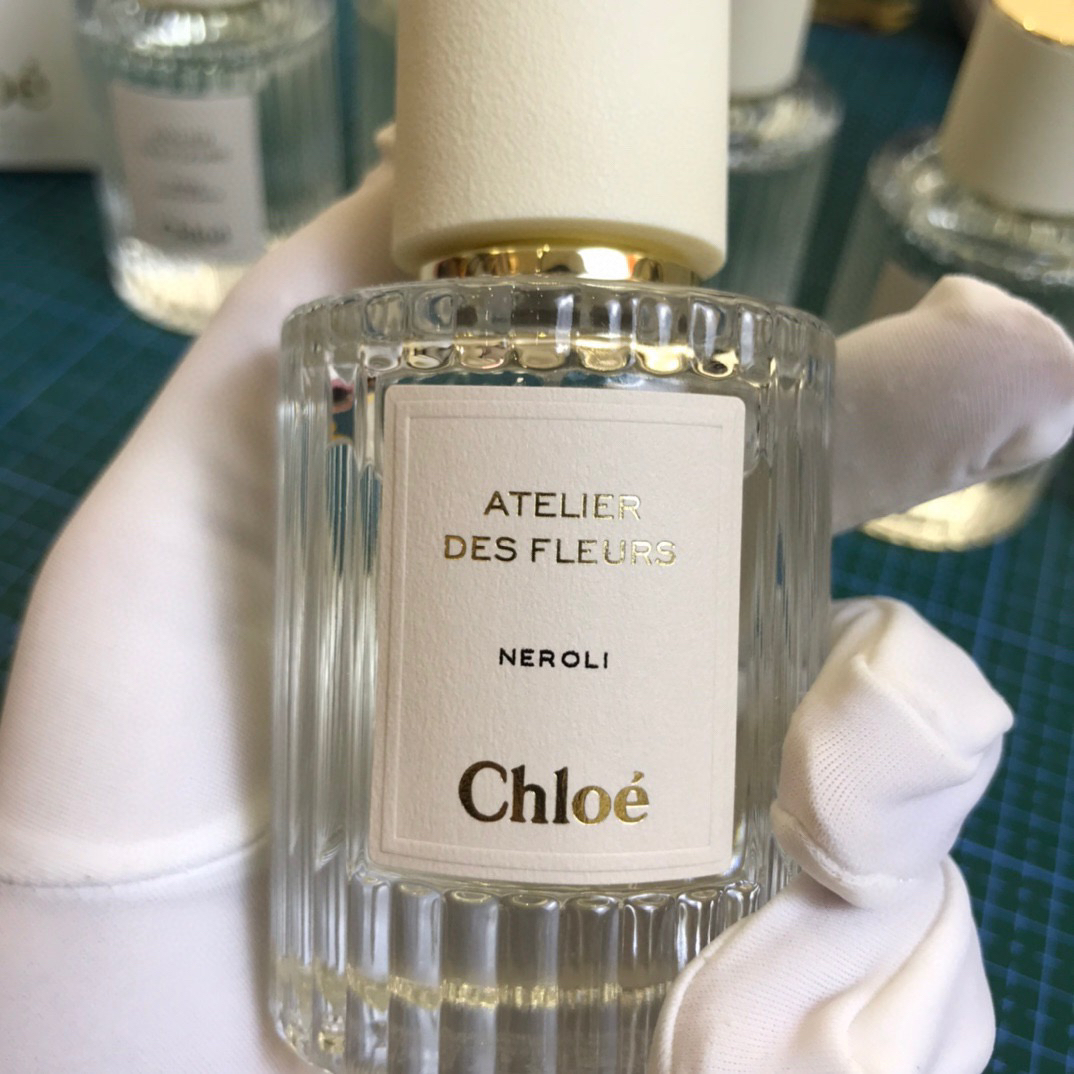 ATELIER
DES FLEURS
NEROLI
Chloé